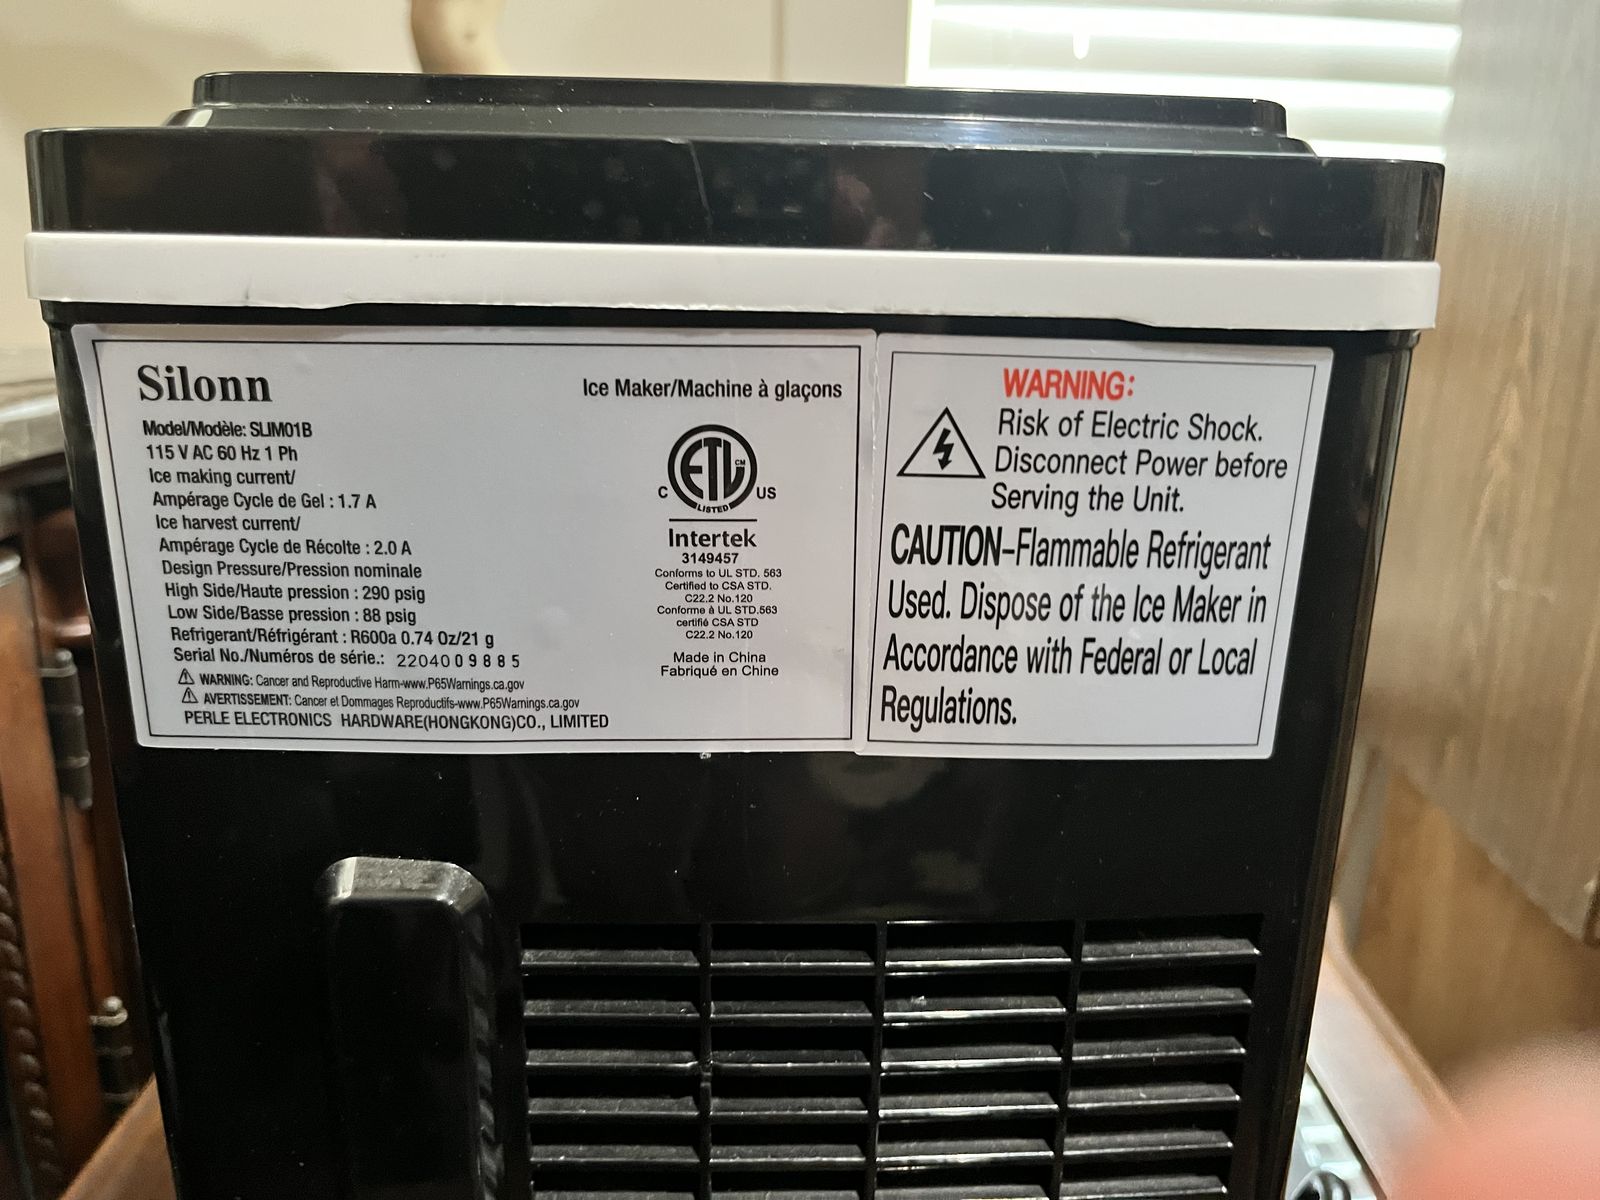 Silonn
Ice Maker/Machine à glaçons
Model/Modèle: SLIM01B
115 V AC 60 Hz 1 Ph
Ice making current/
Ampérage Cycle de Gel : 1.7 A
Ice harvest current/
Ampérage Cycle de Récolte : 2.0 A
Design Pressure/Pression nominale
High Side/Haute pression : 290 psig
Low Side/Basse pression : 88 psig
Refrigerant/Réfrigérant : R600a 0.74 Oz/21 g
Serial No./Numéros de série.: 2204009885
WARNING: Cancer and Reproductive Harm-www.P65Warnings.ca.gov
AVERTISSEMENT: Cancer et Dommages Reproductifs-www.P65Warnings.ca.gov
PERLE ELECTRONICS HARDWARE(HONGKONG)CO., LIMITED
ETL CM
C US
LISTED
Intertek
3149457
Conforms to UL STD. 563
Certified to CSA STD.
C22.2 No.120
Conforme à UL STD.563
certifié CSA STD
C22.2 No.120
Made in China
Fabriqué en Chine
WARNING:
Risk of Electric Shock.
Disconnect Power before
Serving the Unit.
CAUTION-Flammable Refrigerant
Used. Dispose of the Ice Maker in
Accordance with Federal or Local
Regulations.